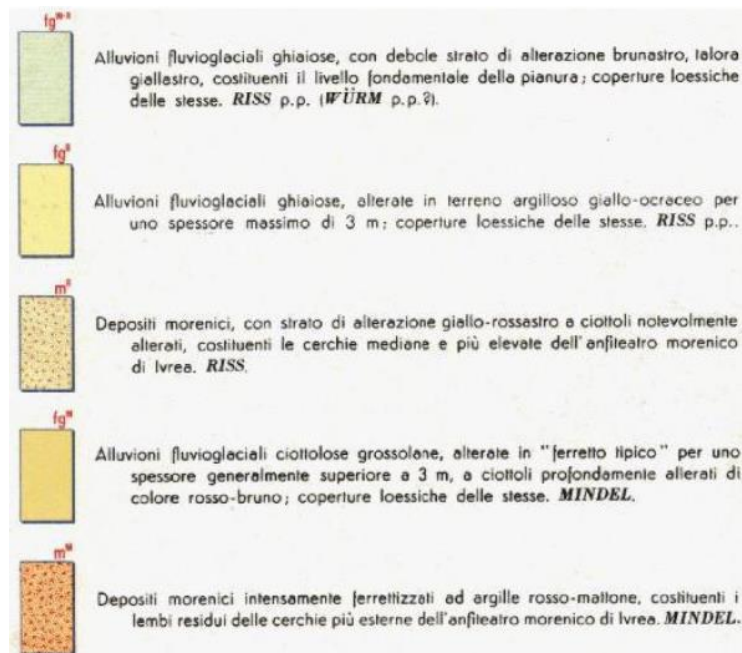 fgW-R
Alluvioni fluvioglaciali ghiaiose, con debole strato di alterazione brunastro, talora
giallastro, costituenti il livello fondamentale della pianura; coperture loessiche
delle stesse. RISS p.p. (WÜRM p.p.?).
fgR
Alluvioni fluvioglaciali ghiaiose, alterate in terreno argilloso giallo-ocraceo per
uno spessore massimo di 3 m; coperture loessiche delle stesse. RISS p.p..
mR
Depositi morenici, con strato di alterazione giallo-rossastro a ciottoli notevolmente
alterati, costituenti le cerchie mediane e più elevate dell'anfiteatro morenico
di Ivrea. RISS.
fgM
Alluvioni fluvioglaciali ciottolose grossolane, alterate in "ferretto tipico" per uno
spessore generalmente superiore a 3 m, a ciottoli profondamente alterati di
colore rosso-bruno; coperture loessiche delle stesse. MINDEL.
mM
Depositi morenici intensamente ferrettizzati ad argille rosso-mattone, costituenti i
lembi residui delle cerchie più esterne dell'anfiteatro morenico di Ivrea. MINDEL.